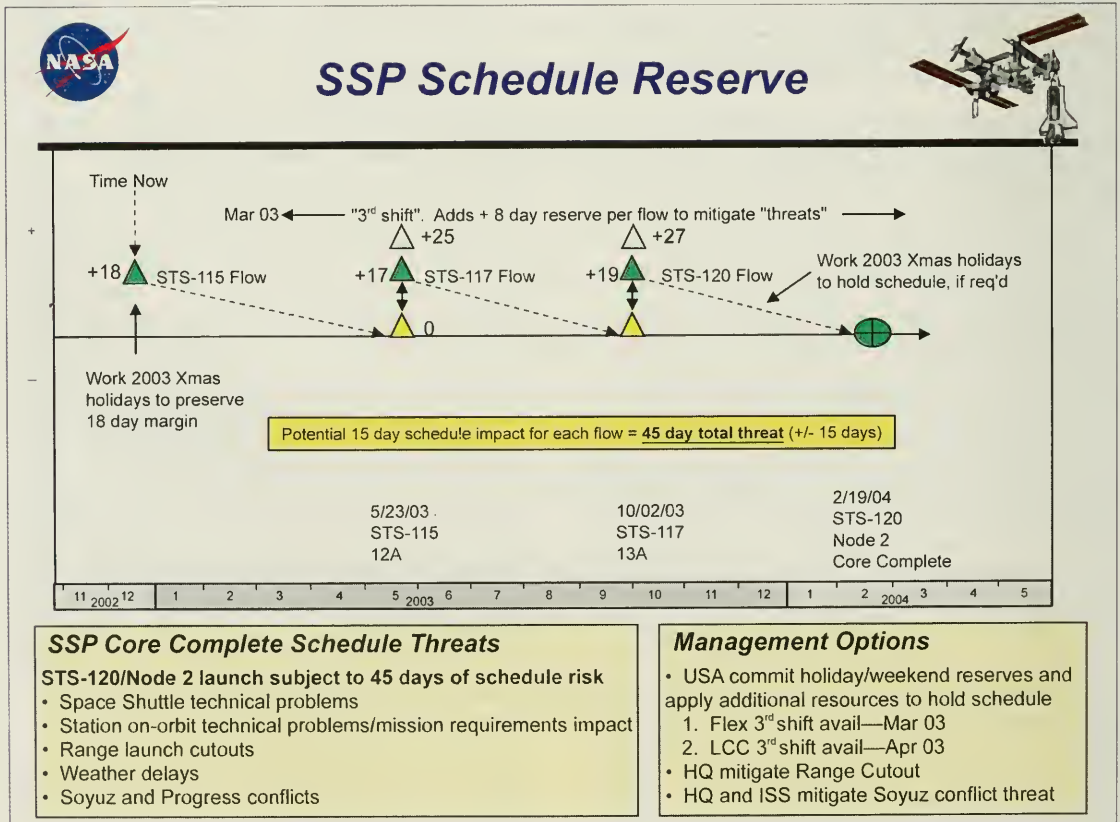 NASA
SSP Schedule Reserve
Time Now
Mar 03 "3rd shift". Adds + 8 day reserve per flow to mitigate "threats"
+
+25
+27
+18 STS-115 Flow
+17 STS-117 Flow
+19 STS-120 Flow
Work 2003 Xmas holidays
to hold schedule, if req'd
0
–
Work 2003 Xmas
holidays to preserve
18 day margin
Potential 15 day schedule impact for each flow = 45 day total threat (+/- 15 days)
5/23/03
STS-115
12A
10/02/03
STS-117
13A
2/19/04
STS-120
Node 2
Core Complete
11 2002 12 1 2 3 4 5 2003 6 7 8 9 10 11 12 1 2 2004 3 4 5
SSP Core Complete Schedule Threats
STS-120/Node 2 launch subject to 45 days of schedule risk
• Space Shuttle technical problems
• Station on-orbit technical problems/mission requirements impact
• Range launch cutouts
• Weather delays
• Soyuz and Progress conflicts
Management Options
• USA commit holiday/weekend reserves and
apply additional resources to hold schedule
1. Flex 3rd shift avail—Mar 03
2. LCC 3rd shift avail—Apr 03
• HQ mitigate Range Cutout
• HQ and ISS mitigate Soyuz conflict threat